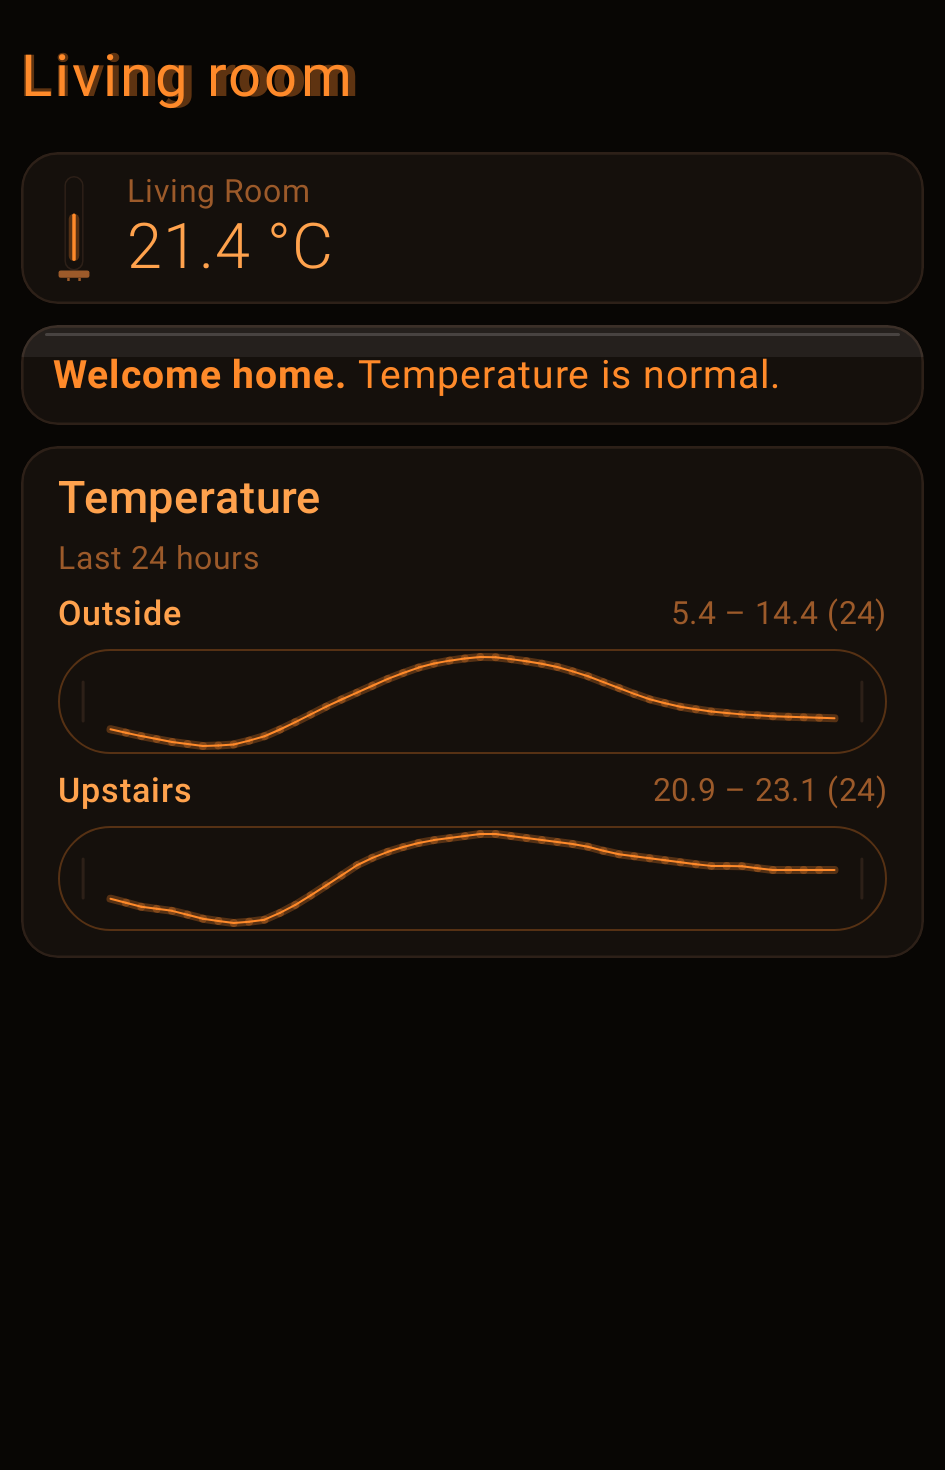 Living room
Living Room
21.4 °C
Welcome home. Temperature is normal.
Temperature
Last 24 hours
Outside 5.4 – 14.4 (24)
Upstairs 20.9 – 23.1 (24)